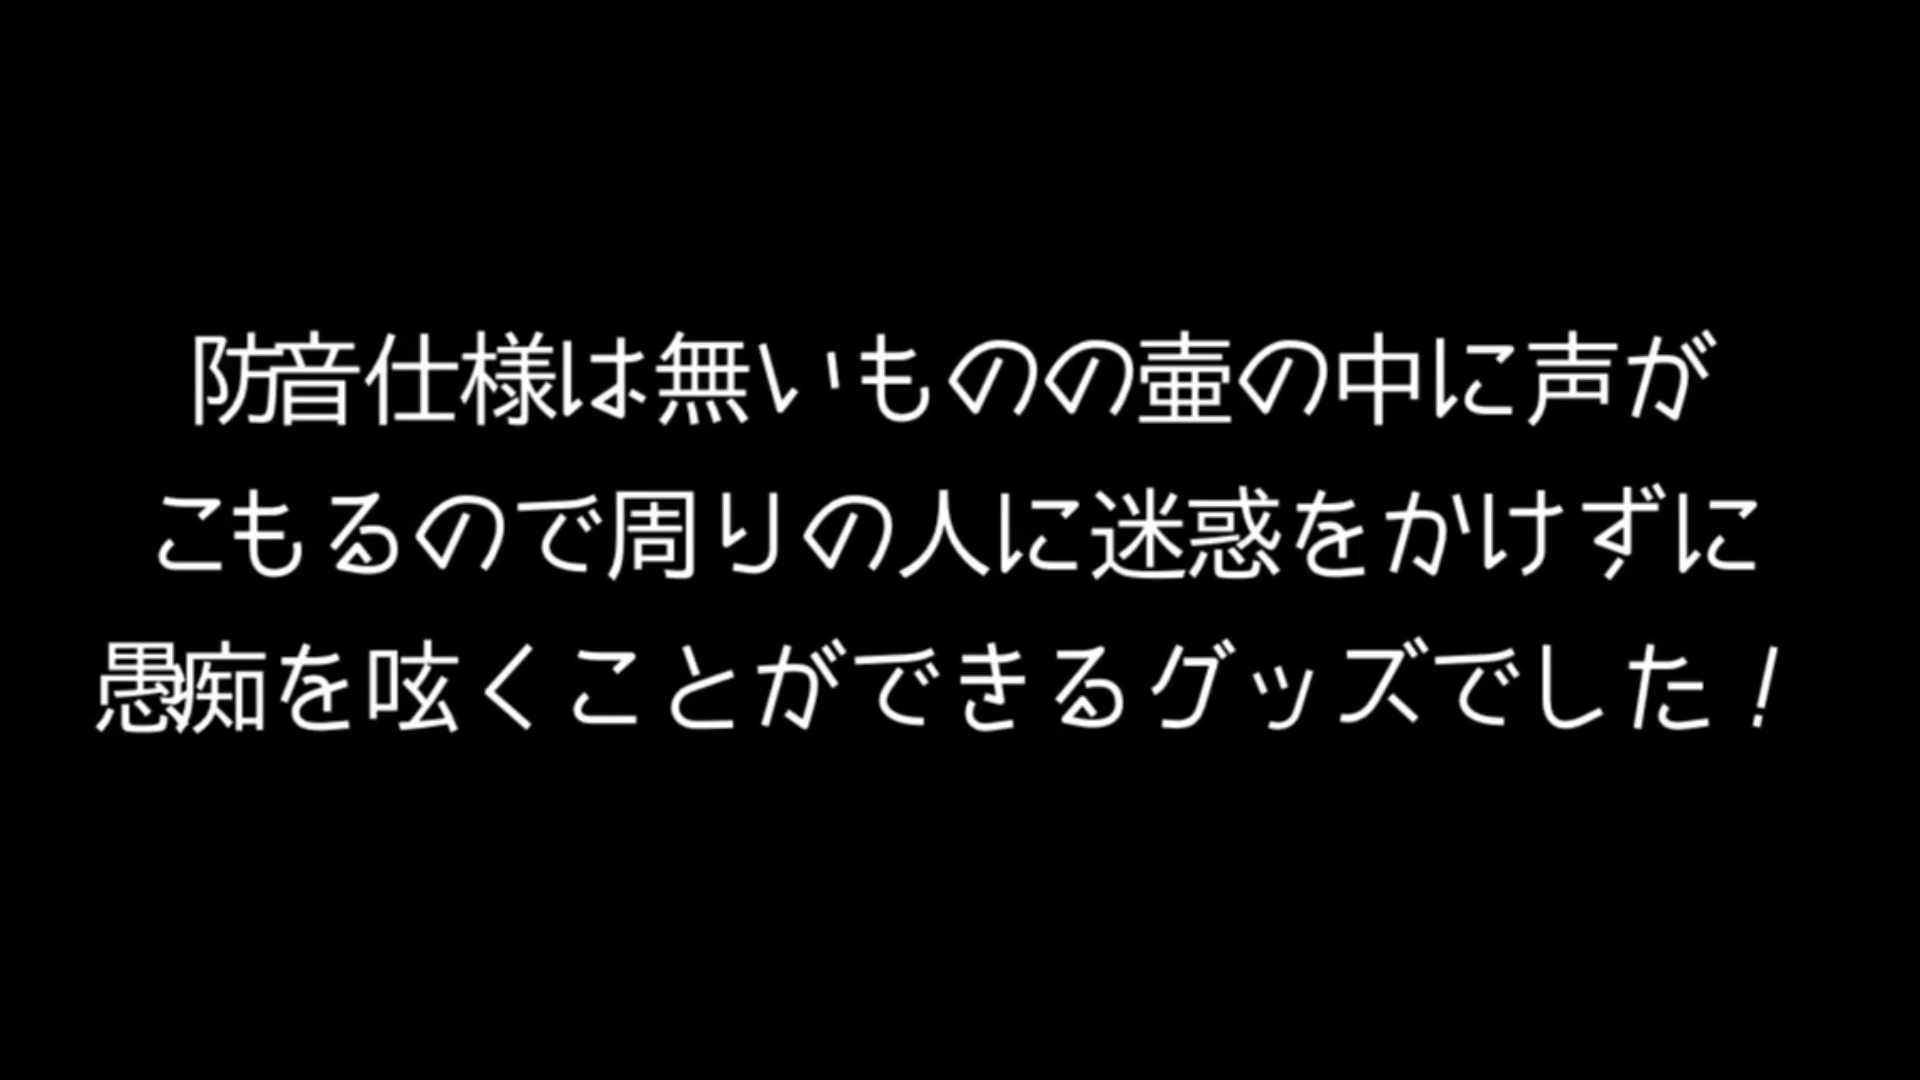 防音仕様は無いものの壷の中に声が
こもるので周りの人に迷惑をかけずに
愚痴を呟くことができるグッズでした！